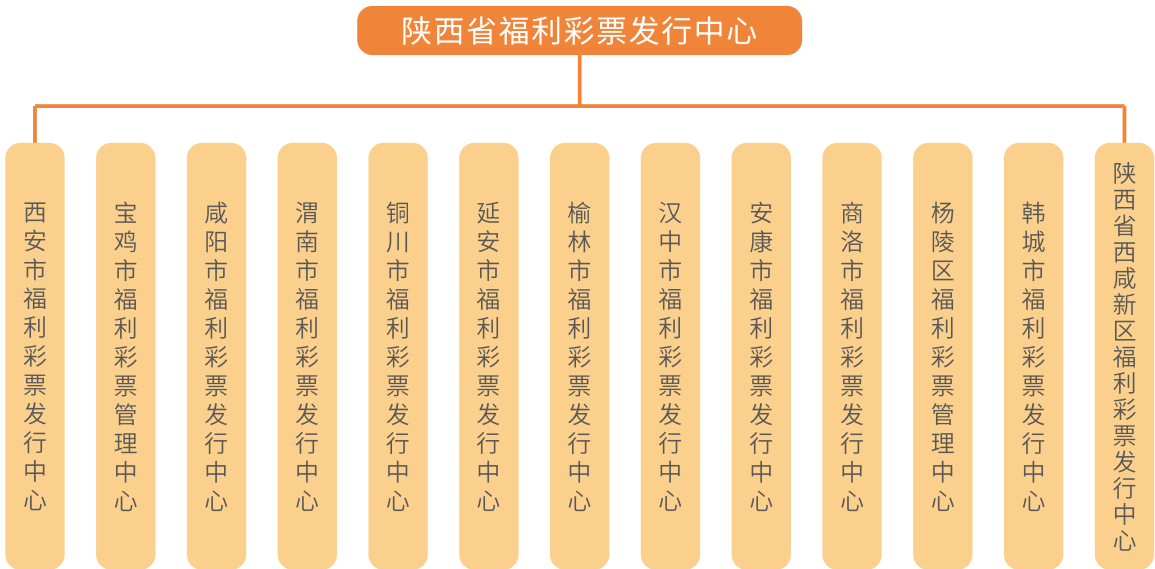 陕西省福利彩票发行中心
西安市福利彩票发行中心
宝鸡市福利彩票管理中心
咸阳市福利彩票发行中心
渭南市福利彩票发行中心
铜川市福利彩票发行中心
延安市福利彩票发行中心
榆林市福利彩票发行中心
汉中市福利彩票发行中心
安康市福利彩票发行中心
商洛市福利彩票发行中心
杨陵区福利彩票管理中心
韩城市福利彩票发行中心
陕西省西咸新区福利彩票发行中心